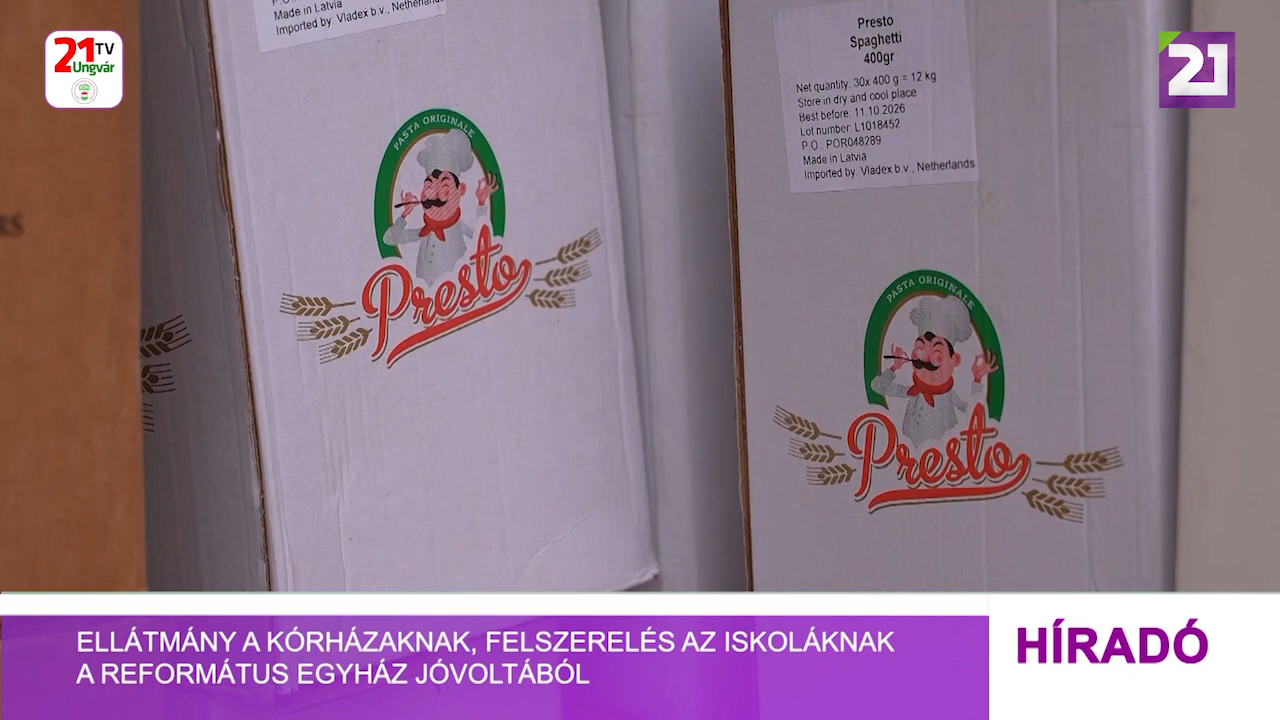 P.O.
Made in Latvia
Imported by: Vladex b.v., Netherlands
21 TV
Ungvár
Presto
Spaghetti
400gr
Net quantity: 30x 400 g = 12 kg
Store in dry and cool place
Best before: 11.10.2026
Lot number: L1018452
P.O.: POR048289
Made in Latvia
Imported by: Vladex b.v., Netherlands
21
PASTA ORIGINALE
Presto
PASTA ORIGINALE
Presto
ELLÁTMÁNY A KÓRHÁZAKNAK, FELSZERELÉS AZ ISKOLÁKNAK
A REFORMÁTUS EGYHÁZ JÓVOLTÁBÓL
HÍRADÓ